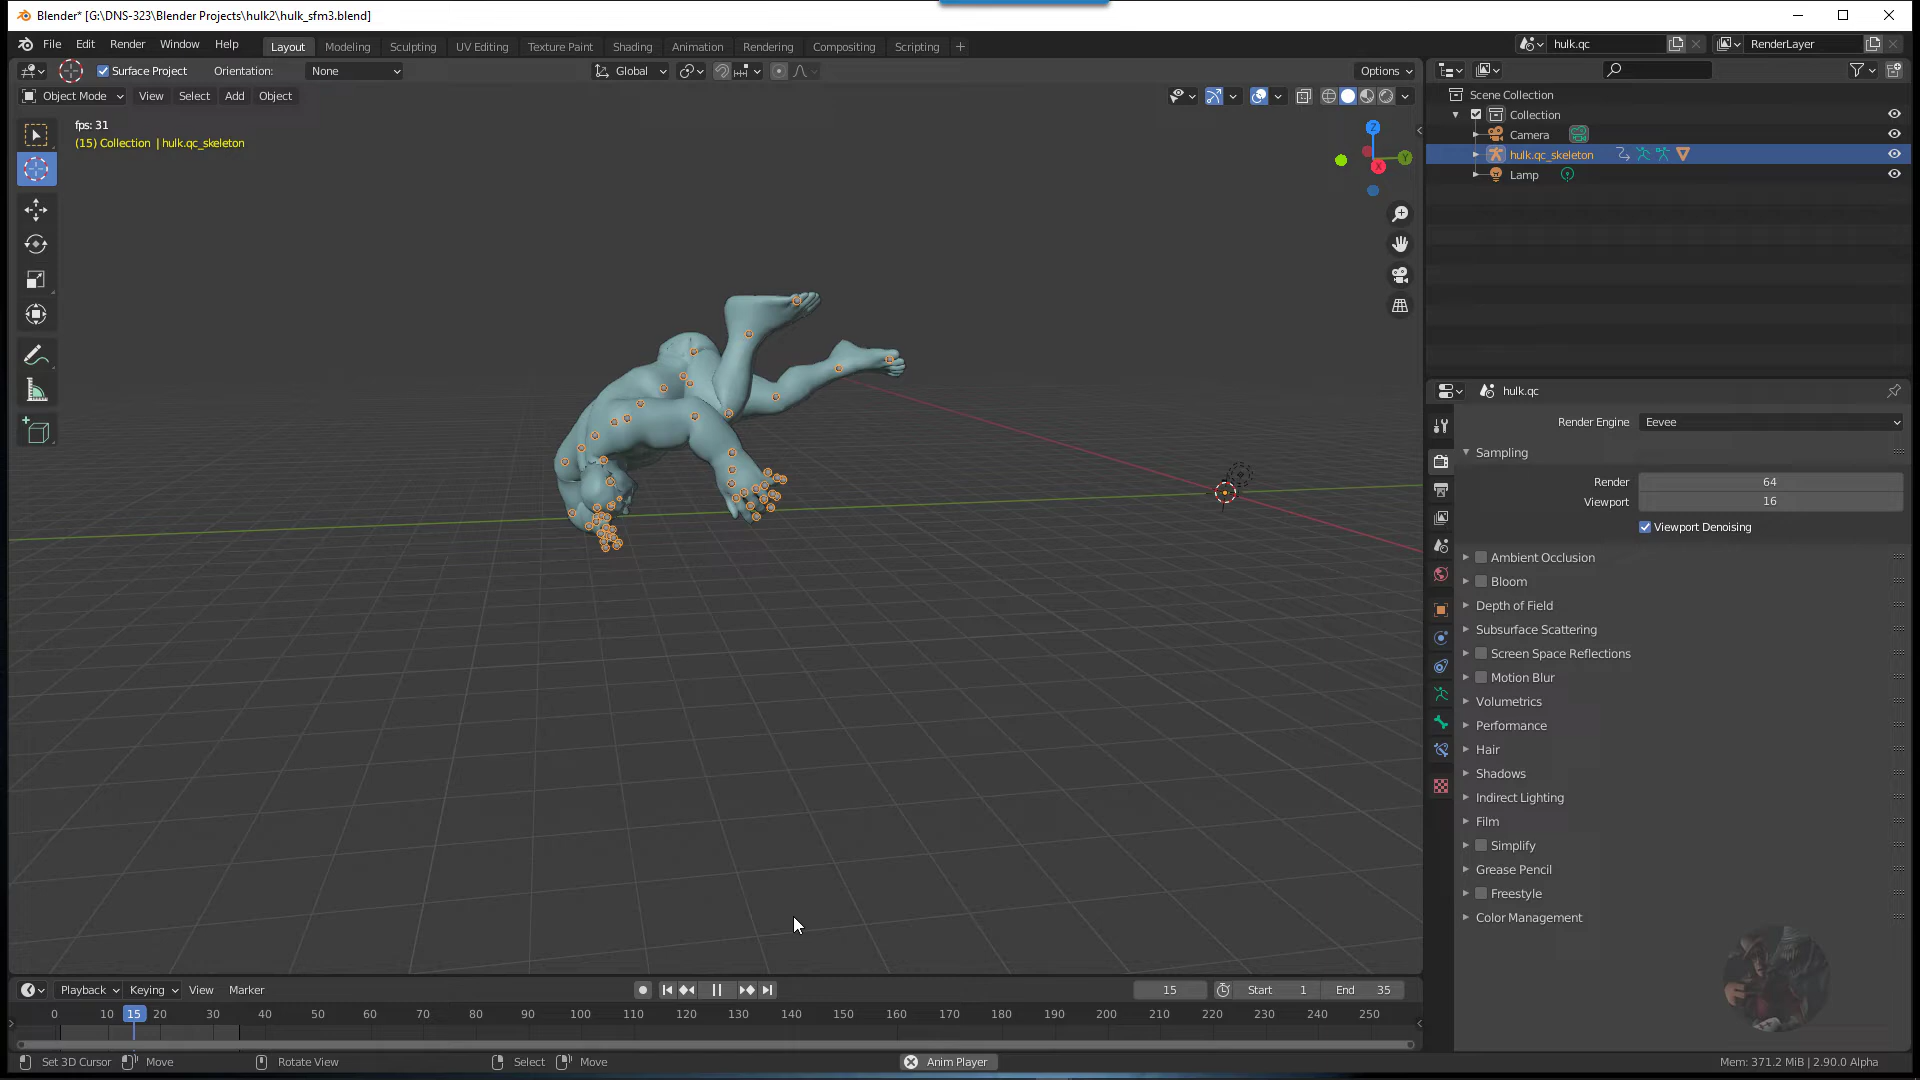 Blender* [G:\DNS-323\Blender Projects\hulk2\hulk_sfm3.blend]
File Edit Render Window Help Layout Modeling Sculpting UV Editing Texture Paint Shading Animation Rendering Compositing Scripting + hulk.qc RenderLayer
Surface Project Orientation: None Global Options
Object Mode View Select Add Object
fps: 31
(15) Collection | hulk.qc_skeleton
Z
Y
X
Scene Collection
Collection
Camera
hulk.qc_skeleton
Lamp
hulk.qc
Render Engine Eevee
Sampling
Render 64
Viewport 16
Viewport Denoising
Ambient Occlusion
Bloom
Depth of Field
Subsurface Scattering
Screen Space Reflections
Motion Blur
Volumetrics
Performance
Hair
Shadows
Indirect Lighting
Film
Simplify
Grease Pencil
Freestyle
Color Management
Playback Keying View Marker 15 Start 1 End 35
0 10 15 20 30 40 50 60 70 80 90 100 110 120 130 140 150 160 170 180 190 200 210 220 230 240 250
Set 3D Cursor Move Rotate View Select Move Anim Player Mem: 371.2 MiB | 2.90.0 Alpha